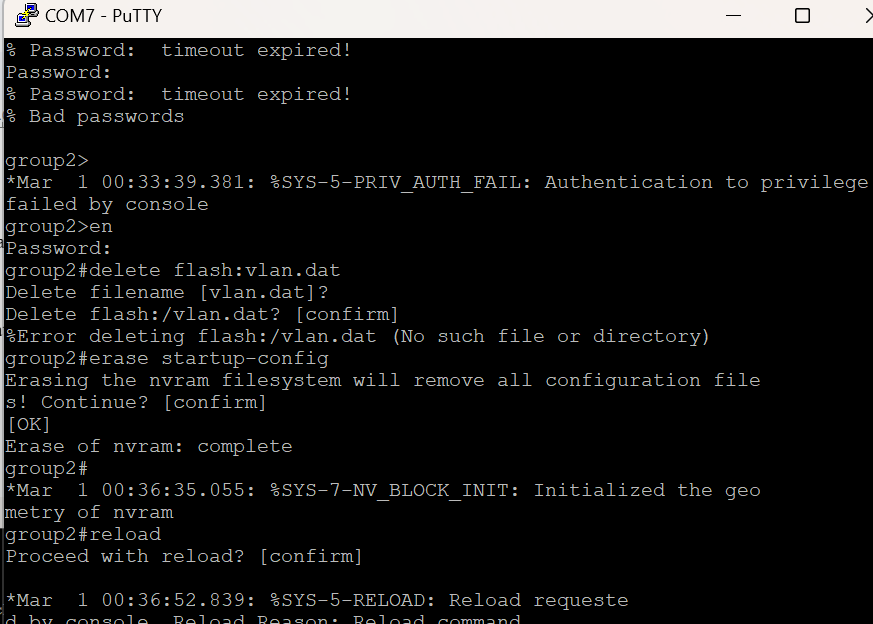 COM7 - PuTTY
% Password:  timeout expired!
Password:
% Password:  timeout expired!
% Bad passwords
group2>
*Mar  1 00:33:39.381: %SYS-5-PRIV_AUTH_FAIL: Authentication to privilege
failed by console
group2>en
Password:
group2#delete flash:vlan.dat
Delete filename [vlan.dat]?
Delete flash:/vlan.dat? [confirm]
%Error deleting flash:/vlan.dat (No such file or directory)
group2#erase startup-config
Erasing the nvram filesystem will remove all configuration file
s! Continue? [confirm]
[OK]
Erase of nvram: complete
group2#
*Mar  1 00:36:35.055: %SYS-7-NV_BLOCK_INIT: Initialized the geo
metry of nvram
group2#reload
Proceed with reload? [confirm]
*Mar  1 00:36:52.839: %SYS-5-RELOAD: Reload requeste
d by console. Reload Reason: Reload command